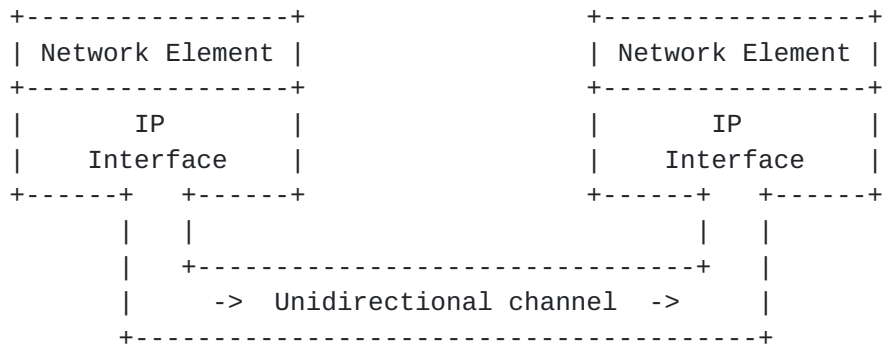 Network Element Network Element
IP IP
Interface Interface
-> Unidirectional channel ->